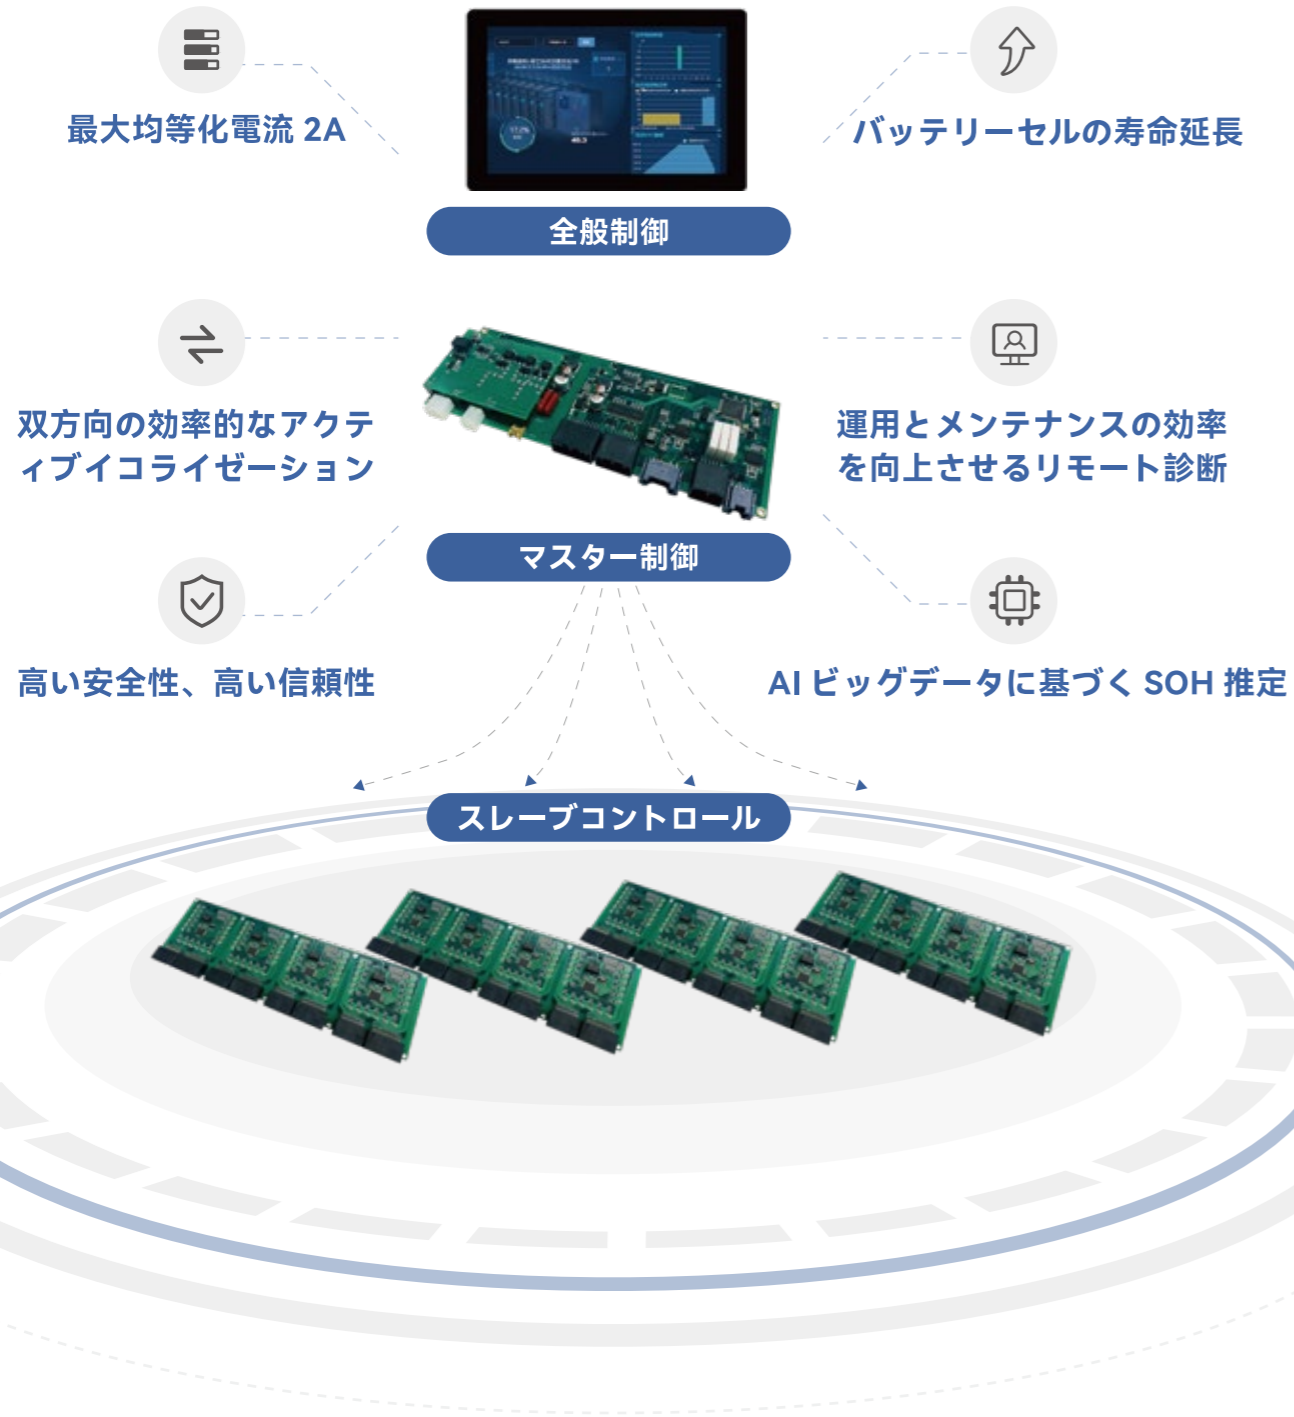 最大均等化電流 2A
バッテリーセルの寿命延長
全般制御
双方向の効率的なアクテ
ィブイコライゼーション
運用とメンテナンスの効率
を向上させるリモート診断
マスター制御
高い安全性、高い信頼性
AI ビッグデータに基づく SOH 推定
スレーブコントロール